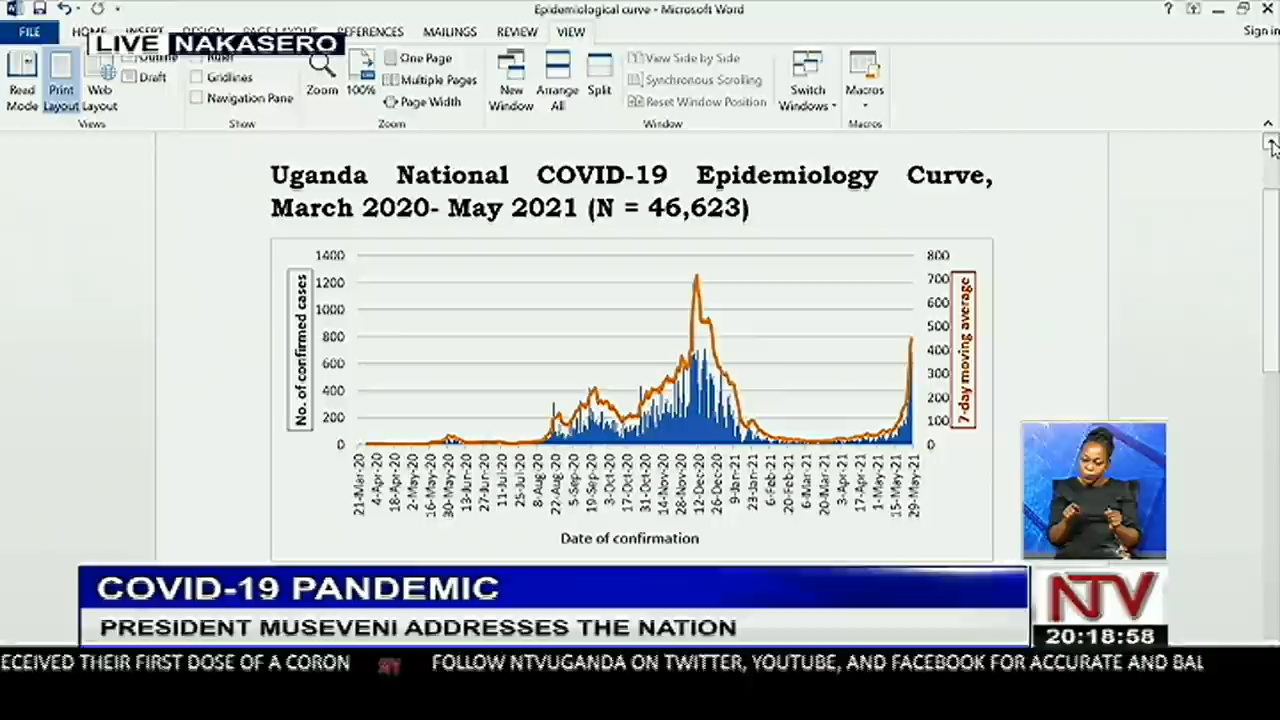 Epidemiological curve - Microsoft Word
Sign in
FILE HOME INSERT DESIGN PAGE LAYOUT REFERENCES MAILINGS REVIEW VIEW
LIVE NAKASERO
Read Mode
Print Layout
Web Layout
Outline
Draft
Views
Ruler
Gridlines
Navigation Pane
Show
Zoom
100%
One Page
Multiple Pages
Page Width
Zoom
New Window
Arrange All
Split
View Side by Side
Synchronous Scrolling
Reset Window Position
Window
Switch Windows
Macros
Macros
Uganda National COVID-19 Epidemiology Curve,
March 2020- May 2021 (N = 46,623)
No. of confirmed cases
1400
1200
1000
800
600
400
200
0
800
700
600
500
400
300
200
100
0
7-day moving average
21-Mar-20
4-Apr-20
18-Apr-20
2-May-20
16-May-20
30-May-20
13-Jun-20
27-Jun-20
11-Jul-20
25-Jul-20
8-Aug-20
22-Aug-20
5-Sep-20
19-Sep-20
3-Oct-20
17-Oct-20
31-Oct-20
14-Nov-20
28-Nov-20
12-Dec-20
26-Dec-20
9-Jan-21
23-Jan-21
6-Feb-21
20-Feb-21
6-Mar-21
20-Mar-21
3-Apr-21
17-Apr-21
1-May-21
15-May-21
29-May-21
Date of confirmation
COVID-19 PANDEMIC
PRESIDENT MUSEVENI ADDRESSES THE NATION
NTV
20:18:58
ECEIVED THEIR FIRST DOSE OF A CORON FOLLOW NTVUGANDA ON TWITTER, YOUTUBE, AND FACEBOOK FOR ACCURATE AND BAL